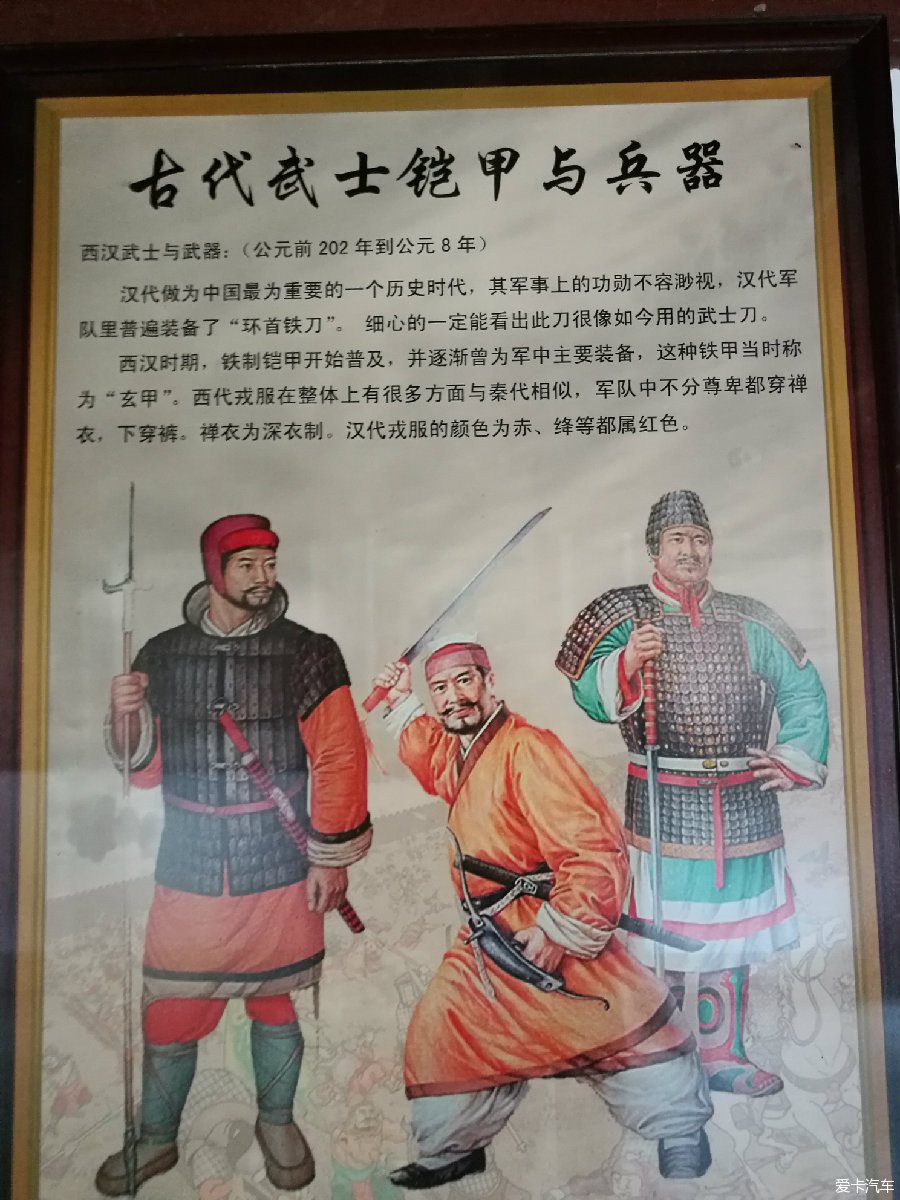 古代武士铠甲与兵器
西汉武士与武器：（公元前202年到公元8年）
汉代做为中国最为重要的一个历史时代，其军事上的功勋不容渺视，汉代军
队里普遍装备了“环首铁刀”。 细心的一定能看出此刀很像如今用的武士刀。
西汉时期，铁制铠甲开始普及，并逐渐曾为军中主要装备，这种铁甲当时称
为“玄甲”。西代戎服在整体上有很多方面与秦代相似，军队中不分尊卑都穿禅
衣，下穿裤。禅衣为深衣制。汉代戎服的颜色为赤、绛等都属红色。
爱卡汽车